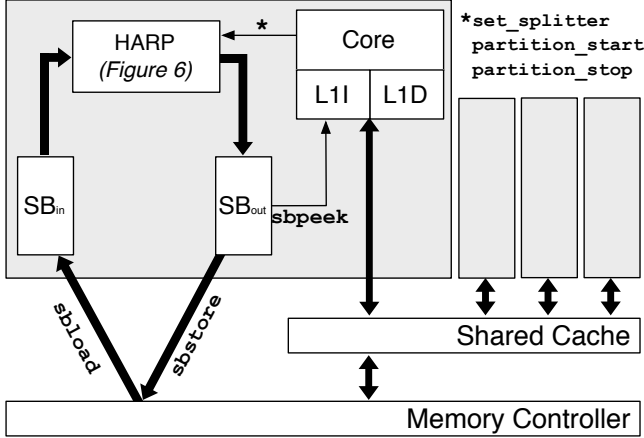 HARP
(Figure 6)
*
Core
L1I
L1D
*set_splitter
partition_start
partition_stop
SBin
SBout
sbpeek
sbload
sbstore
Shared Cache
Memory Controller